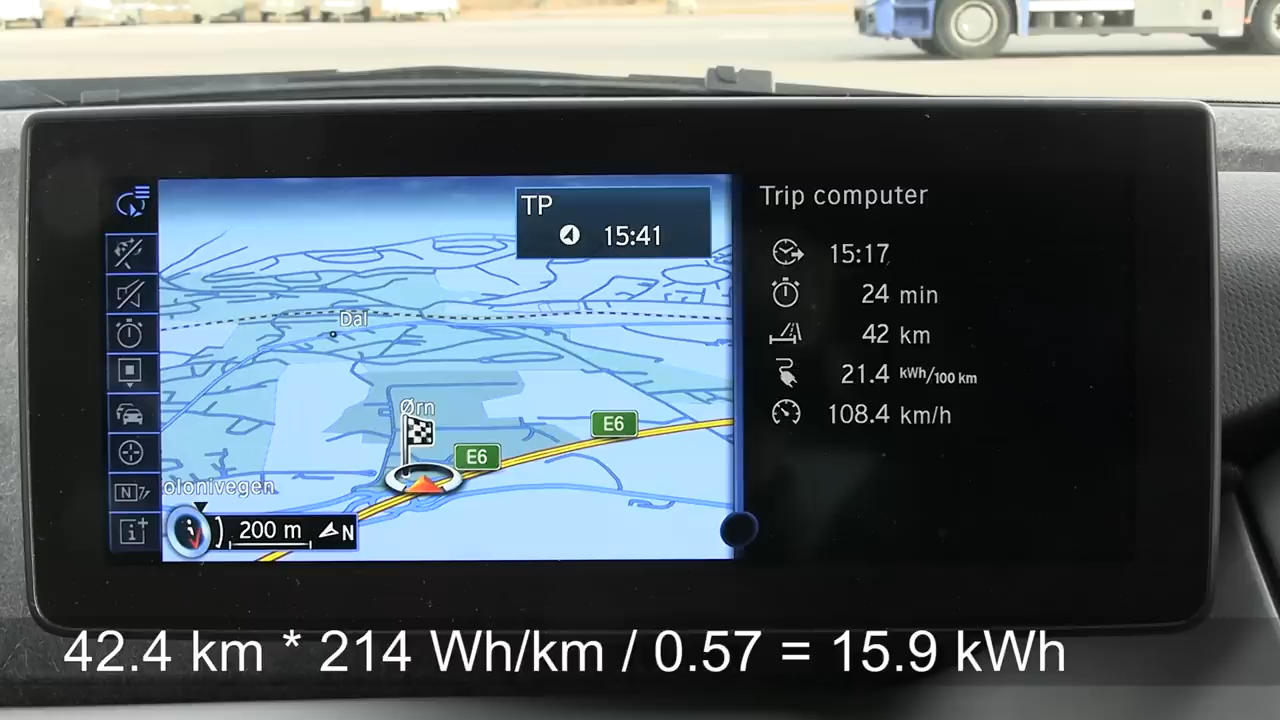 TP
15:41
Dal
Ørn
E6
E6
olonivegen
200 m
N
N
i+
Trip computer
15:17
24 min
42 km
21.4 kWh/100 km
108.4 km/h
42.4 km * 214 Wh/km / 0.57 = 15.9 kWh